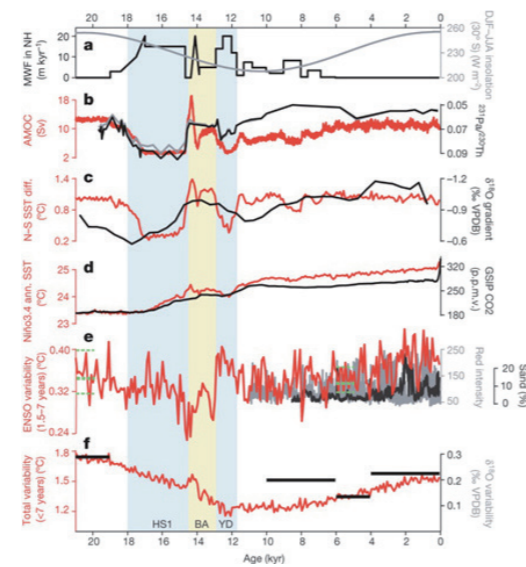 20 18 16 14 12 10 8 6 4 2 0
a
MWF in NH
(m kyr⁻¹)
20
10
0
260
230
200
DJF–JJA insolation
(30° S) (W m⁻²)
b
AMOC
(Sv)
18
10
2
0.05
0.07
0.09
²³¹Pa/²³⁰Th
c
N–S SST diff.
(°C)
1.4
0.8
0.2
-1.2
-0.9
-0.6
δ¹⁸O gradient
(‰ VPDB)
d
Niño3.4 ann. SST
(°C)
25
24
23
330
240
180
GSIP CO2
(p.p.m.v.)
e
ENSO variability
(1.5–7 years) (°C)
0.40
0.32
0.24
250
150
50
Red intensity
20
10
0
Sand (%)
f
Total variability
(<7 years) (°C)
1.8
1.5
1.2
0.3
0.2
0.1
0
δ¹⁸O variability
(‰ VPDB)
HS1 BA YD
20 18 16 14 12 10 8 6 4 2 0
Age (kyr)